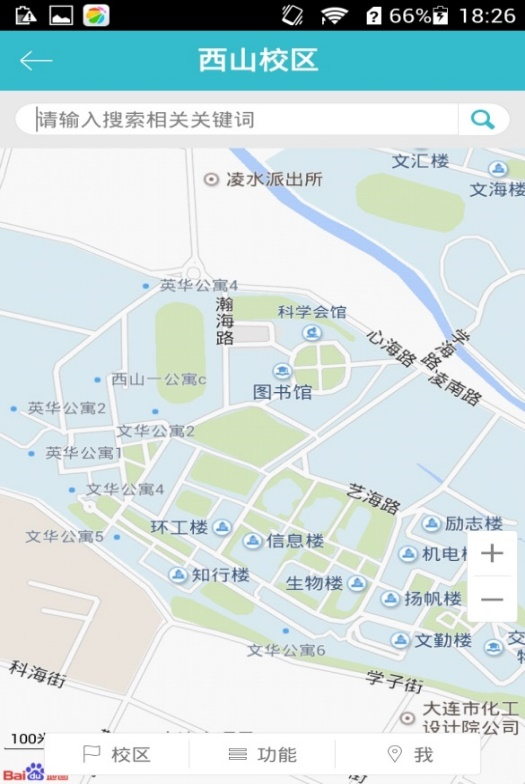 66% 18:26
西山校区
请输入搜索相关关键词
文汇楼
文海楼
凌水派出所
英华公寓4
瀚海路
科学会馆
心海路
学海路
凌南路
西山一公寓c
图书馆
英华公寓2
文华公寓2
英华公寓1
文华公寓4
艺海路
环工楼
励志楼
文华公寓5
信息楼
机电楼
知行楼
生物楼
扬帆楼
文勤楼
文华公寓6
科海街
学子街
大连市化工
设计院公司
100米
Bai
校区
功能
我